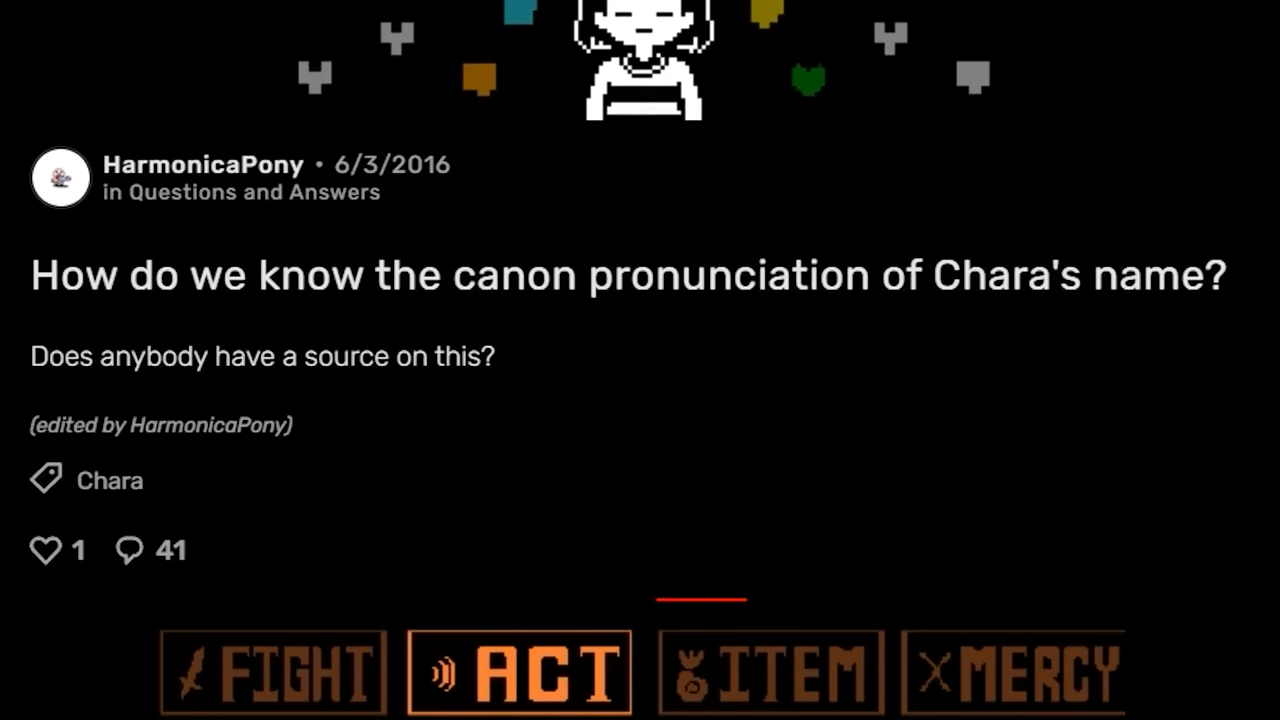 HarmonicaPony • 6/3/2016
in Questions and Answers
How do we know the canon pronunciation of Chara's name?
Does anybody have a source on this?
(edited by HarmonicaPony)
Chara
1 41
FIGHT ACT ITEM MERCY